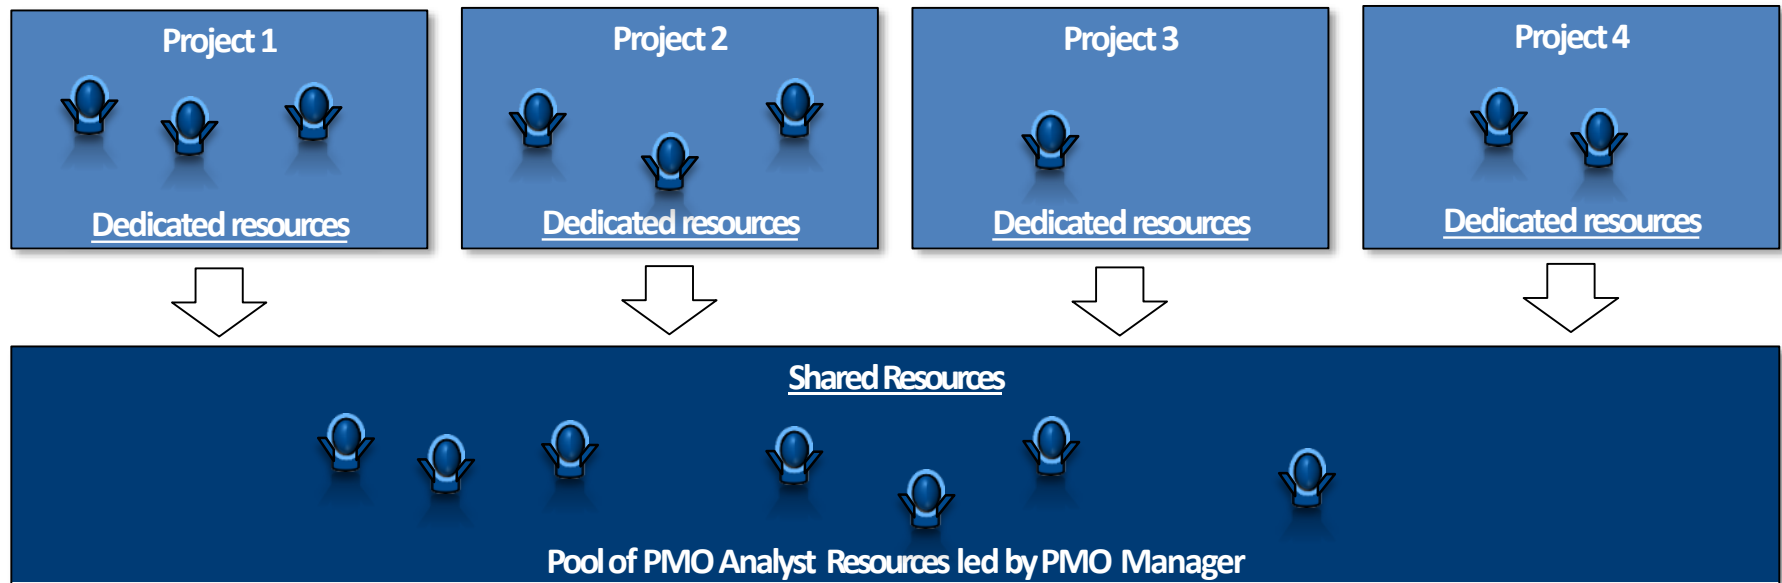 Project 1
Project 2
Project 3
Project 4
Dedicated resources
Dedicated resources
Dedicated resources
Dedicated resources
Shared Resources
Pool of PMO Analyst Resources led by PMO Manager